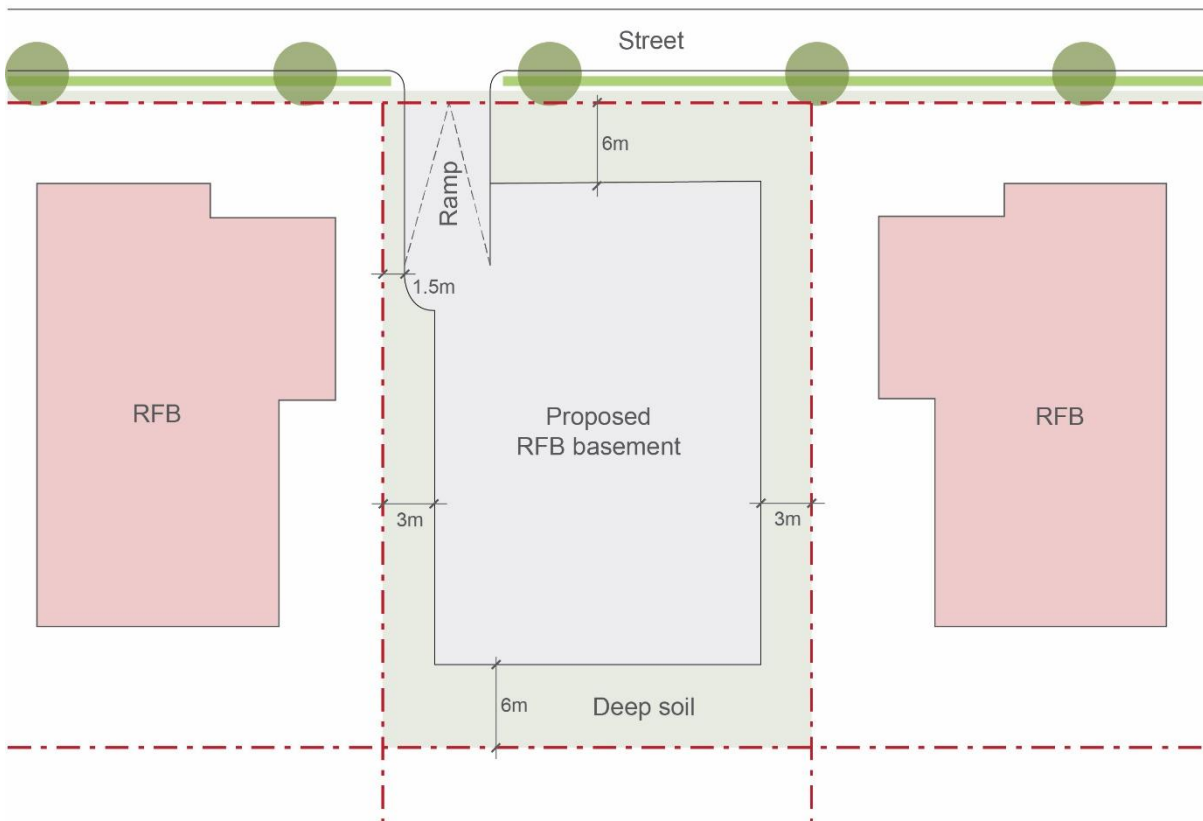 Street
6m
Ramp
1.5m
RFB
Proposed
RFB basement
RFB
3m
3m
6m
Deep soil